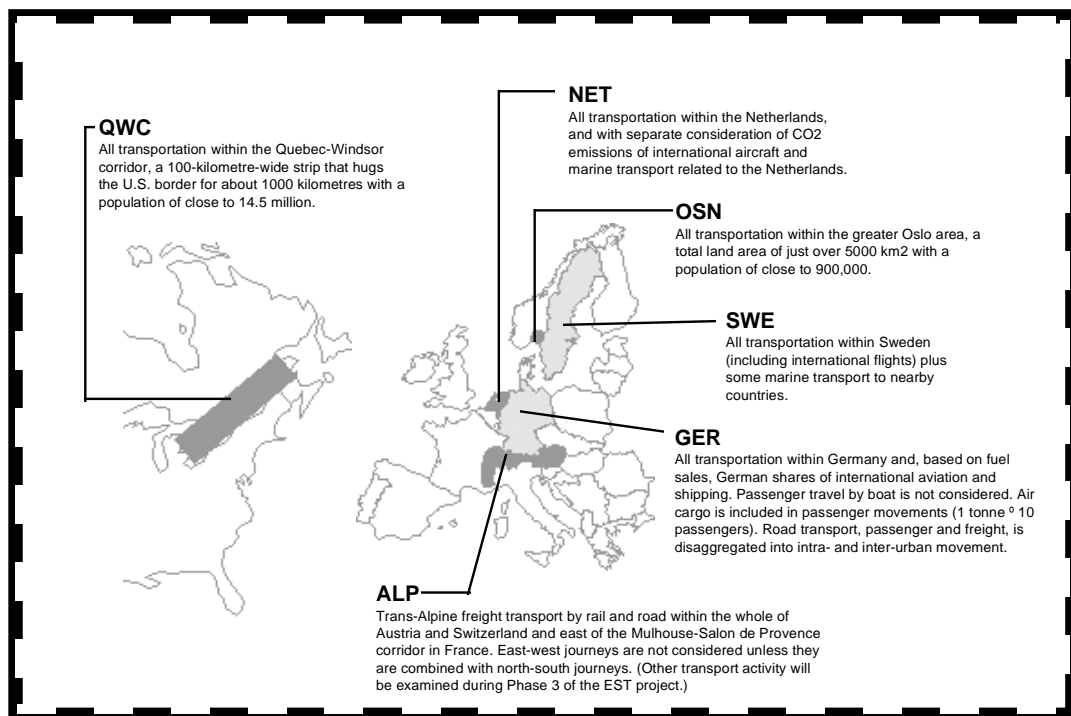 QWC
All transportation within the Quebec-Windsor
corridor, a 100-kilometre-wide strip that hugs
the U.S. border for about 1000 kilometres with a
population of close to 14.5 million.
NET
All transportation within the Netherlands,
and with separate consideration of CO2
emissions of international aircraft and
marine transport related to the Netherlands.
OSN
All transportation within the greater Oslo area, a
total land area of just over 5000 km2 with a
population of close to 900,000.
SWE
All transportation within Sweden
(including international flights) plus
some marine transport to nearby
countries.
GER
All transportation within Germany and, based on fuel
sales, German shares of international aviation and
shipping. Passenger travel by boat is not considered. Air
cargo is included in passenger movements (1 tonne º 10
passengers). Road transport, passenger and freight, is
disaggregated into intra- and inter-urban movement.
ALP
Trans-Alpine freight transport by rail and road within the whole of
Austria and Switzerland and east of the Mulhouse-Salon de Provence
corridor in France. East-west journeys are not considered unless they
are combined with north-south journeys. (Other transport activity will
be examined during Phase 3 of the EST project.)